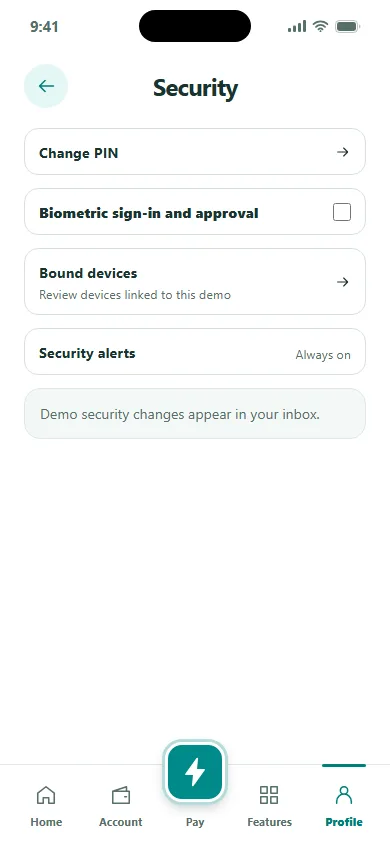 9:41
Security
Change PIN
Biometric sign-in and approval
Bound devices
Review devices linked to this demo
Security alerts
Always on
Demo security changes appear in your inbox.
Home
Account
Pay
Features
Profile